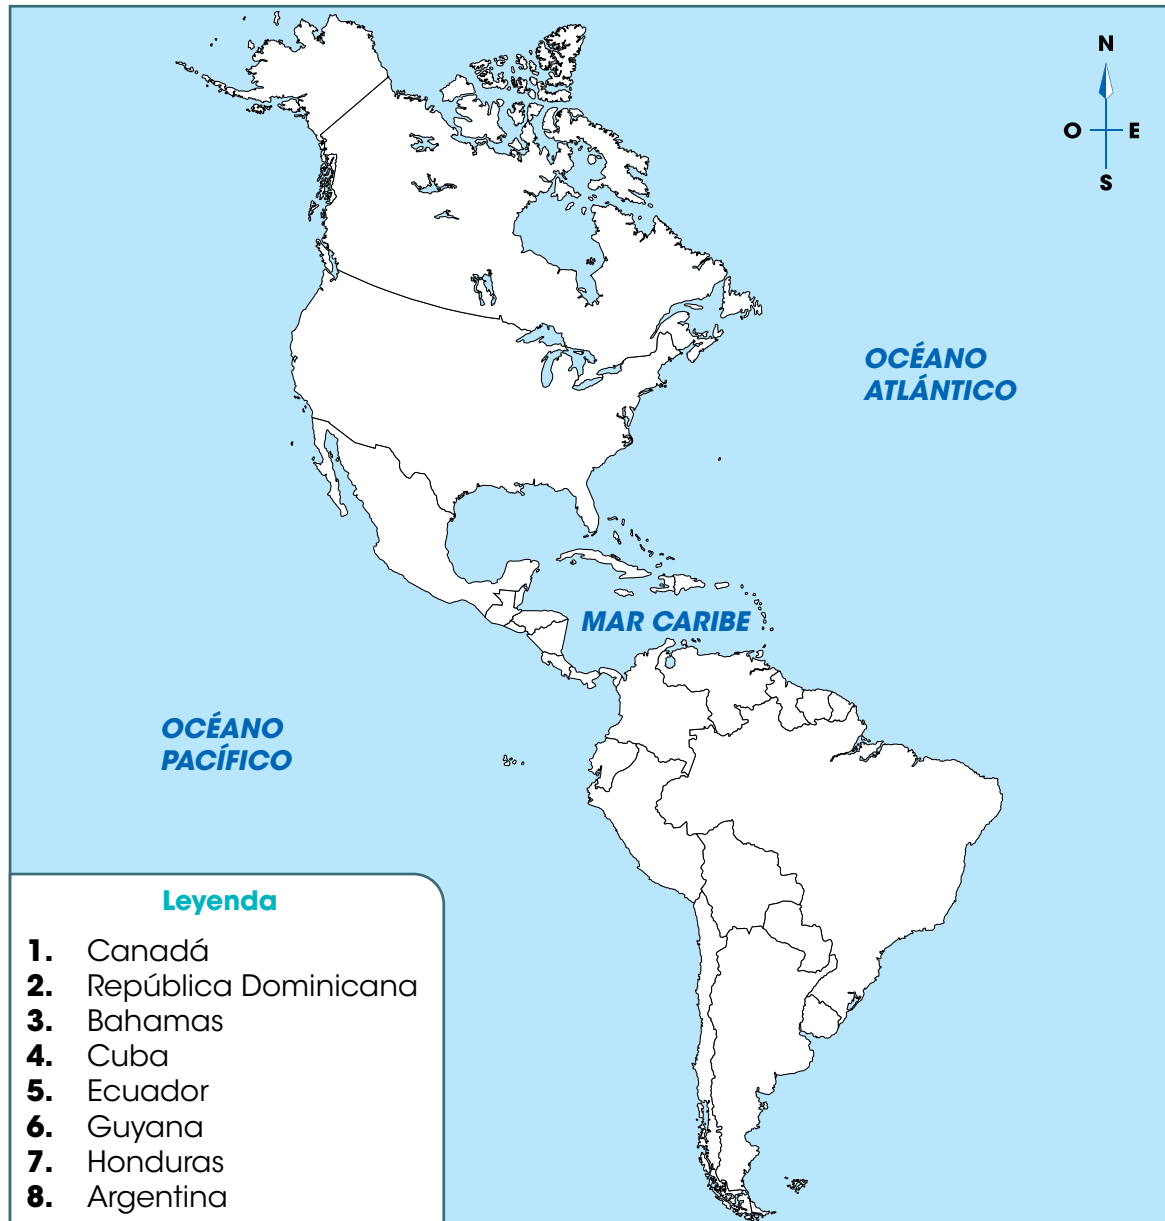 N
O E
S
OCÉANO
ATLÁNTICO
MAR CARIBE
OCÉANO
PACÍFICO
Leyenda
1. Canadá
2. República Dominicana
3. Bahamas
4. Cuba
5. Ecuador
6. Guyana
7. Honduras
8. Argentina